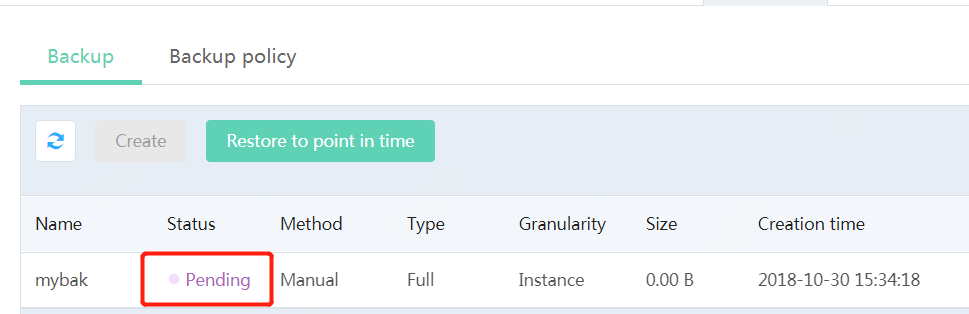 Backup Backup policy
Create Restore to point in time
Name Status Method Type Granularity Size Creation time
mybak Pending Manual Full Instance 0.00 B 2018-10-30 15:34:18